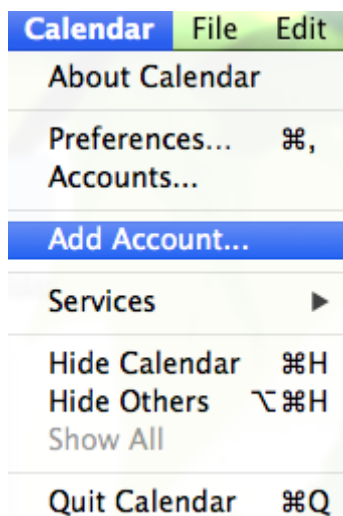 Calendar File Edit
About Calendar
Preferences... ⌘,
Accounts...
Add Account...
Services ▶
Hide Calendar ⌘H
Hide Others ⌥⌘H
Show All
Quit Calendar ⌘Q